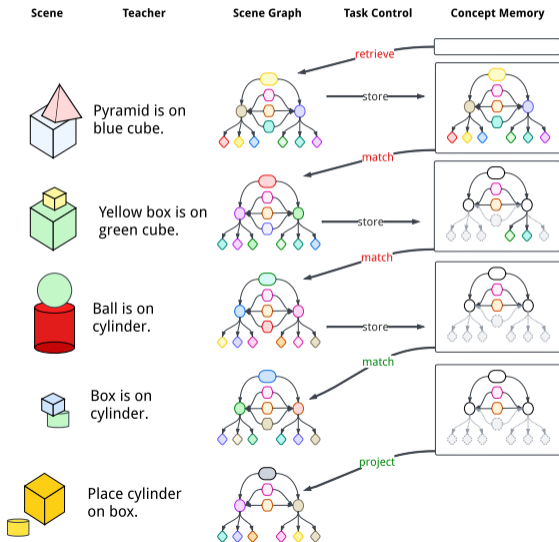 Scene Teacher Scene Graph Task Control Concept Memory
retrieve
Pyramid is on
blue cube.
store
match
Yellow box is on
green cube.
store
match
Ball is on
cylinder.
store
match
Box is on
cylinder.
project
Place cylinder
on box.